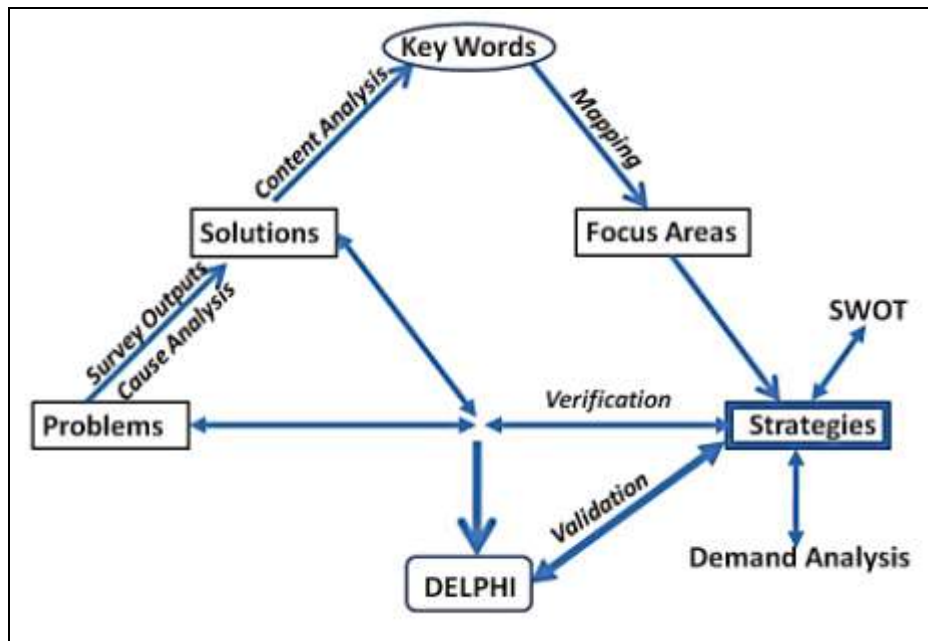 Key Words
Content Analysis
Mapping
Solutions
Focus Areas
Survey Outputs
Cause Analysis
SWOT
Problems
Verification
Strategies
Validation
DELPHI
Demand Analysis